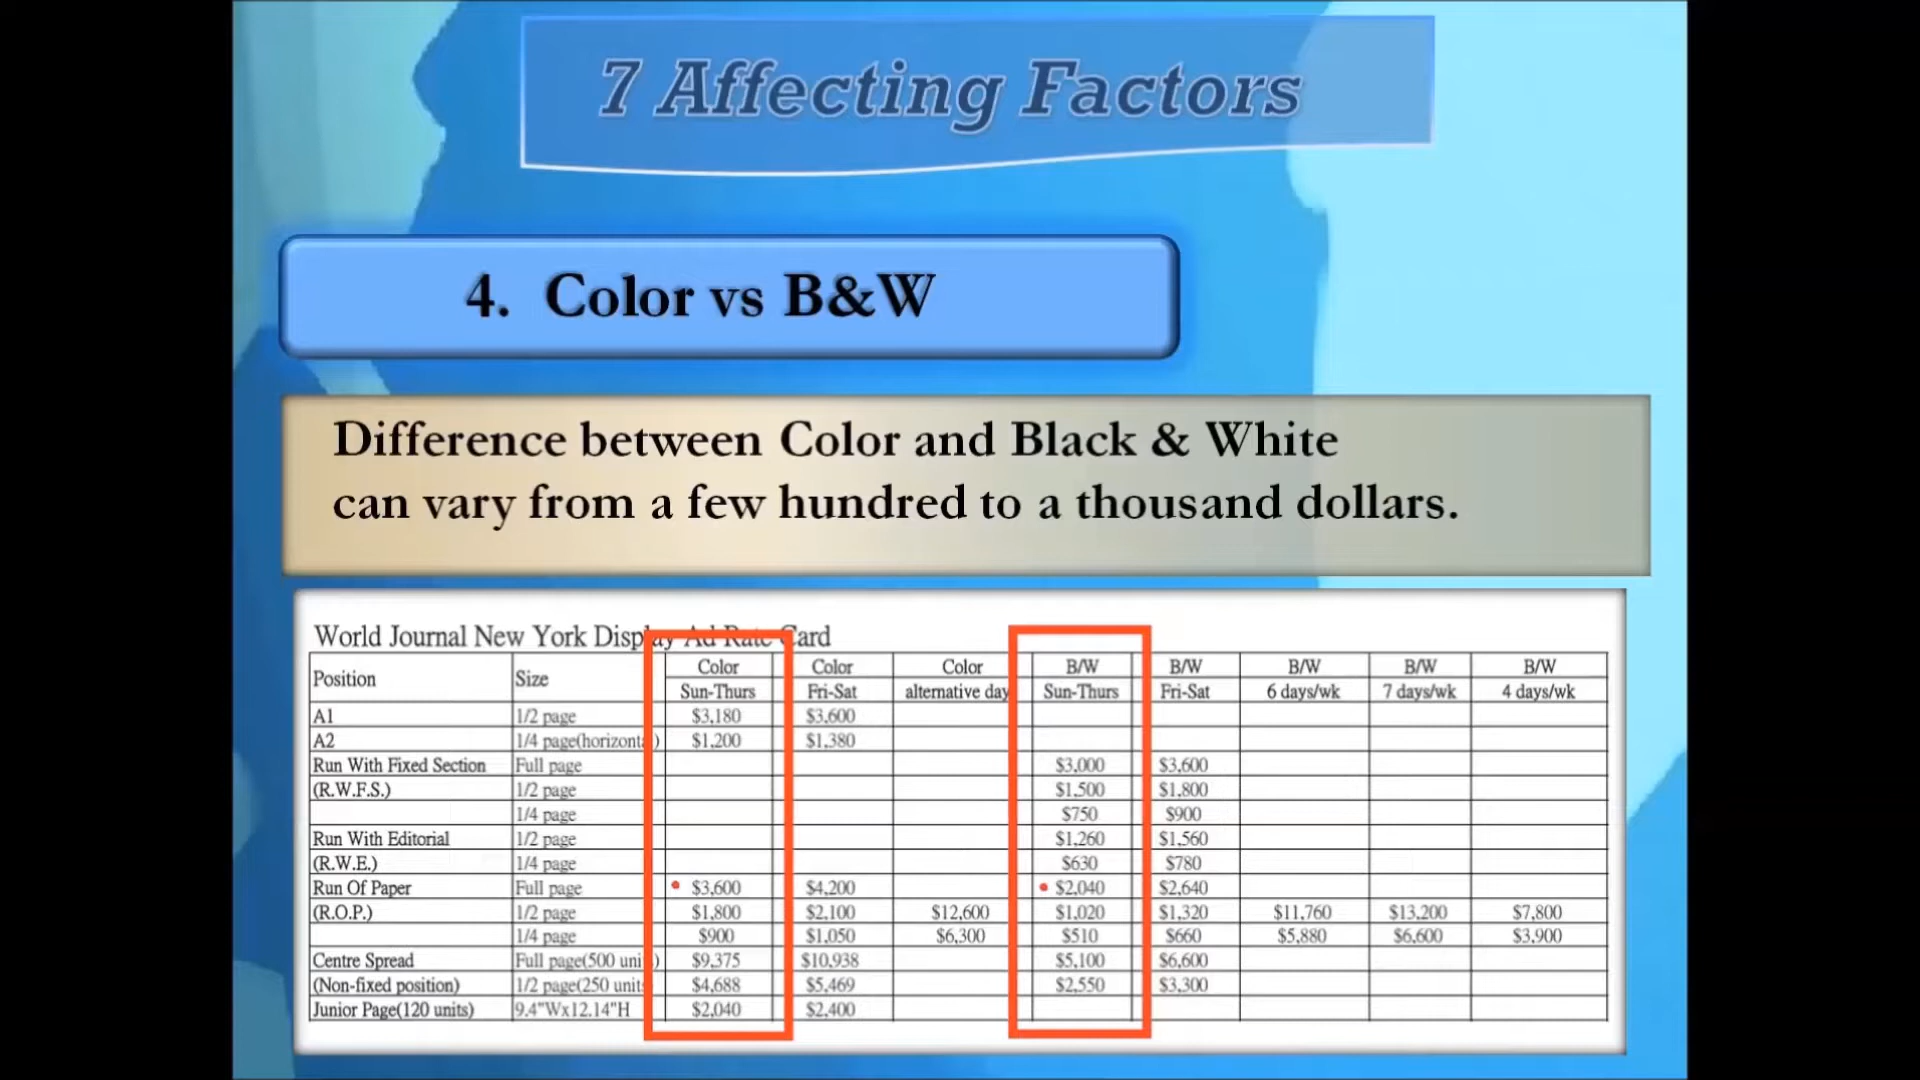 7 Affecting Factors
4. Color vs B&W
Difference between Color and Black & White
can vary from a few hundred to a thousand dollars.
World Journal New York Display Ad Rate Card
Position Size Color Color Color B/W B/W B/W B/W B/W
Sun-Thurs Fri-Sat alternative day Sun-Thurs Fri-Sat 6 days/wk 7 days/wk 4 days/wk
A1 1/2 page $3,180 $3,600
A2 1/4 page(horizontal) $1,200 $1,380
Run With Fixed Section Full page $3,000 $3,600
(R.W.F.S.) 1/2 page $1,500 $1,800
1/4 page $750 $900
Run With Editorial 1/2 page $1,260 $1,560
(R.W.E.) 1/4 page $630 $780
Run Of Paper Full page $3,600 $4,200 $2,040 $2,640
(R.O.P.) 1/2 page $1,800 $2,100 $12,600 $1,020 $1,320 $11,760 $13,200 $7,800
1/4 page $900 $1,050 $6,300 $510 $660 $5,880 $6,600 $3,900
Centre Spread Full page(500 units) $9,375 $10,938 $5,100 $6,600
(Non-fixed position) 1/2 page(250 units $4,688 $5,469 $2,550 $3,300
Junior Page(120 units) 9.4"Wx12.14"H $2,040 $2,400